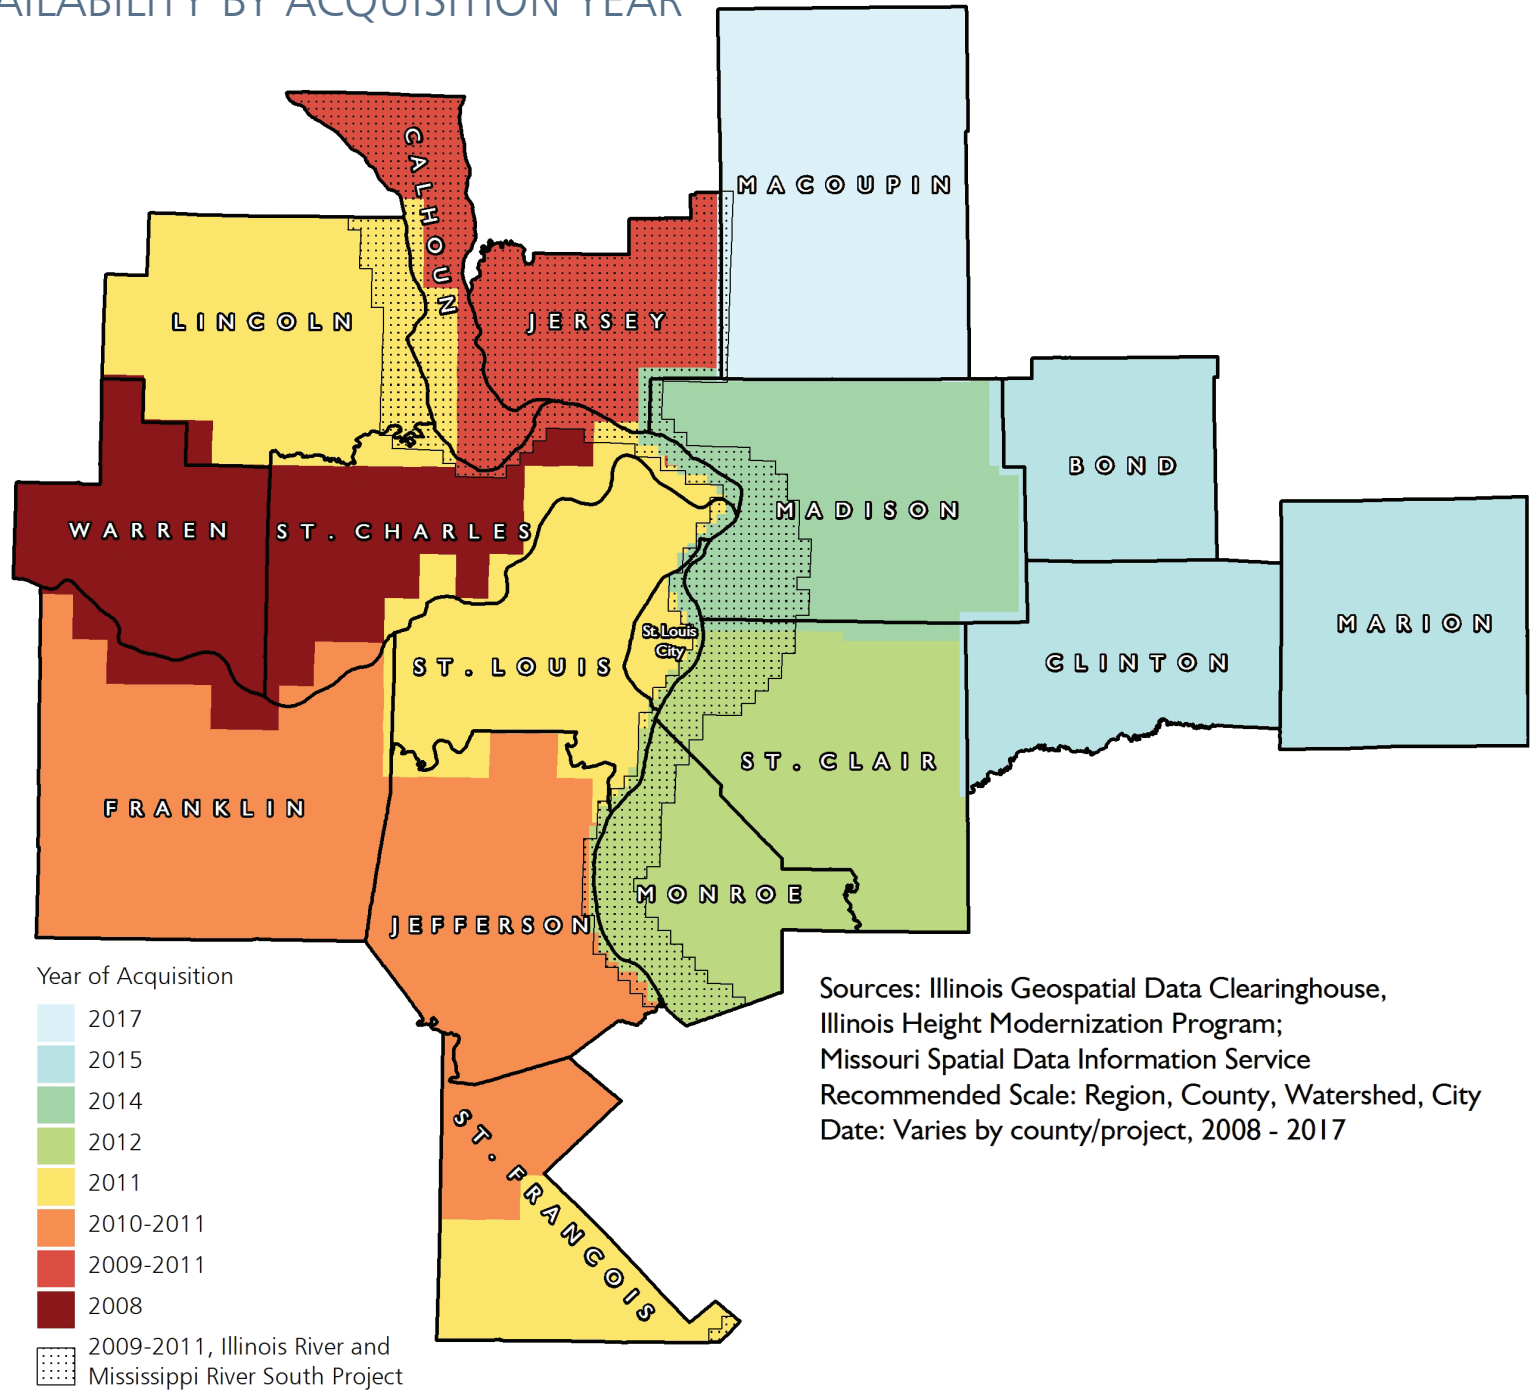 BY ACQUISITION YEAR
MACOUPIN
CALHOUN
LINCOLN
JERSEY
BOND
WARREN
ST. CHARLES
MADISON
MARION
St. Louis
City
ST. LOUIS
CLINTON
ST. CLAIR
FRANKLIN
MONROE
JEFFERSON
ST. FRANCOIS
Year of Acquisition
2017
2015
2014
2012
2011
2010-2011
2009-2011
2008
2009-2011, Illinois River and
Mississippi River South Project
Sources: Illinois Geospatial Data Clearinghouse,
Illinois Height Modernization Program;
Missouri Spatial Data Information Service
Recommended Scale: Region, County, Watershed, City
Date: Varies by county/project, 2008 - 2017